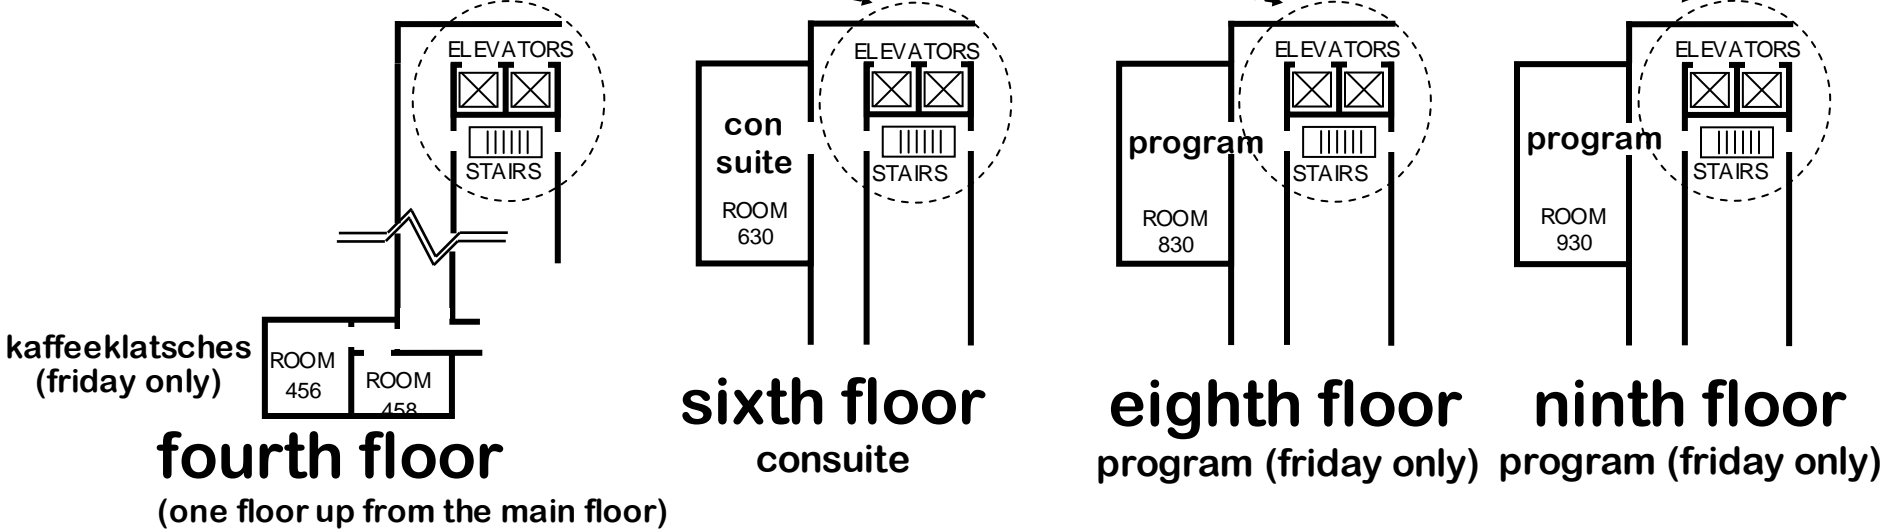 ELEVATORS
STAIRS
kaffeeklatsches
(friday only)
ROOM
456
ROOM
458
fourth floor
(one floor up from the main floor)
ELEVATORS
con
suite
STAIRS
ROOM
630
sixth floor
consuite
ELEVATORS
program
STAIRS
ROOM
830
eighth floor
program (friday only)
ELEVATORS
program
STAIRS
ROOM
930
ninth floor
program (friday only)